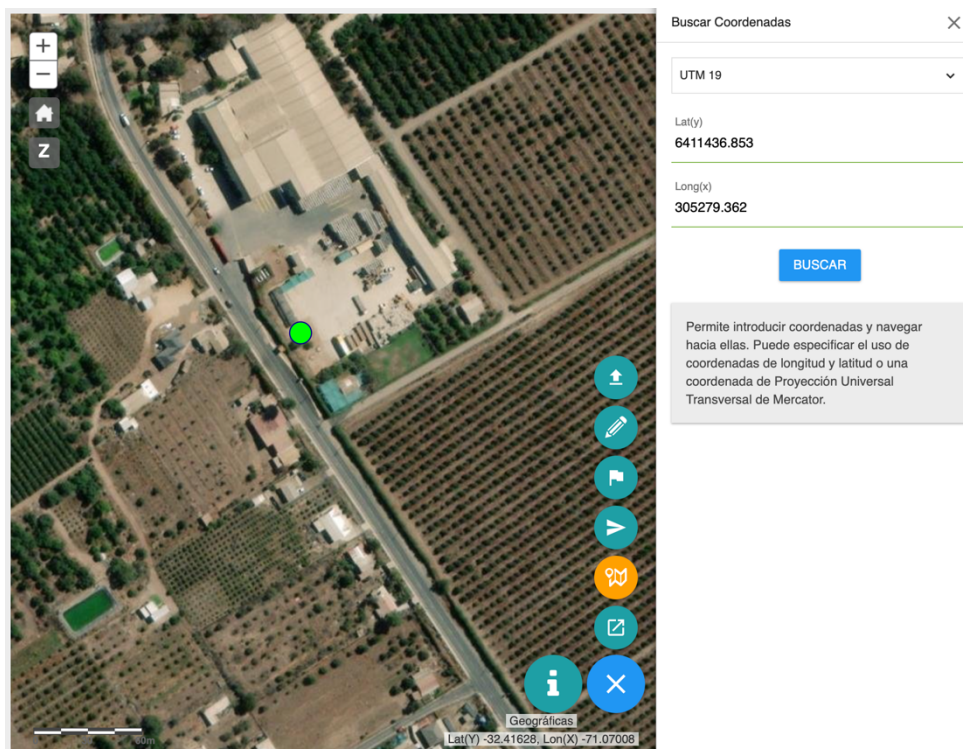 Buscar Coordenadas
UTM 19
Lat(y)
6411436.853
Long(x)
305279.362
BUSCAR
Permite introducir coordenadas y navegar
hacia ellas. Puede especificar el uso de
coordenadas de longitud y latitud o una
coordenada de Proyección Universal
Transversal de Mercator.
Z
Geográficas
Lat(Y) -32.41628, Lon(X) -71.07008